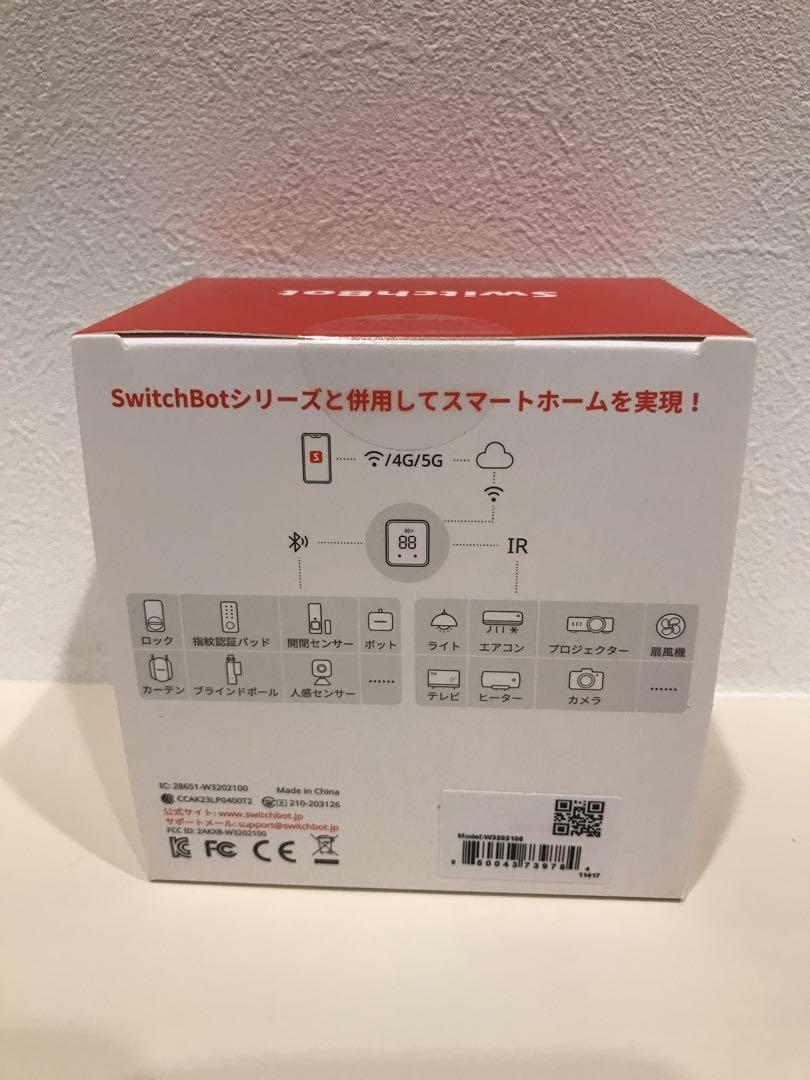 SwitchBot
SwitchBotシリーズと併用してスマートホームを実現！
S
/4G/5G
88
88
IR
ロック 指紋認証パッド 開閉センサー ボット
ライト エアコン プロジェクター 扇風機
カーテン ブラインドポール 人感センサー ……
TV
テレビ ヒーター カメラ ……
IC: 28651-W3202100 Made in China
CCAK23LP0400T2 R 210-203126
公式サイト: www.switchbot.jp
サポートメール: support@switchbot.jp
FCC ID: 2AKXB-W3202100
FC CE
Model:W3202106
850043739784
11417